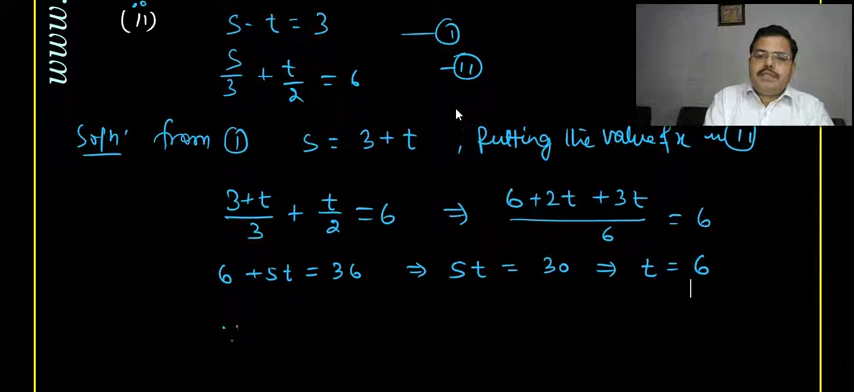 www.
(ii) s - t = 3 —(i)
s/3 + t/2 = 6 —(ii)
Solnʹ from (i) s = 3 + t , Putting the value of x in (ii)
(3+t)/3 + t/2 = 6 ⇒ (6 + 2t + 3t)/6 = 6
6 + 5t = 36 ⇒ 5t = 30 ⇒ t = 6